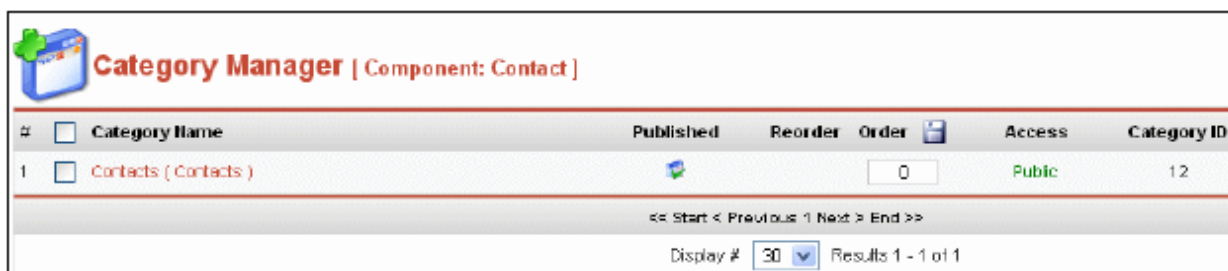 Category Manager [ Component: Contact ]
# Category Name Published Reorder Order Access Category ID
1 Contacts ( Contacts ) 0 Public 12
<< Start < Previous 1 Next > End >>
Display # 30 Results 1 - 1 of 1